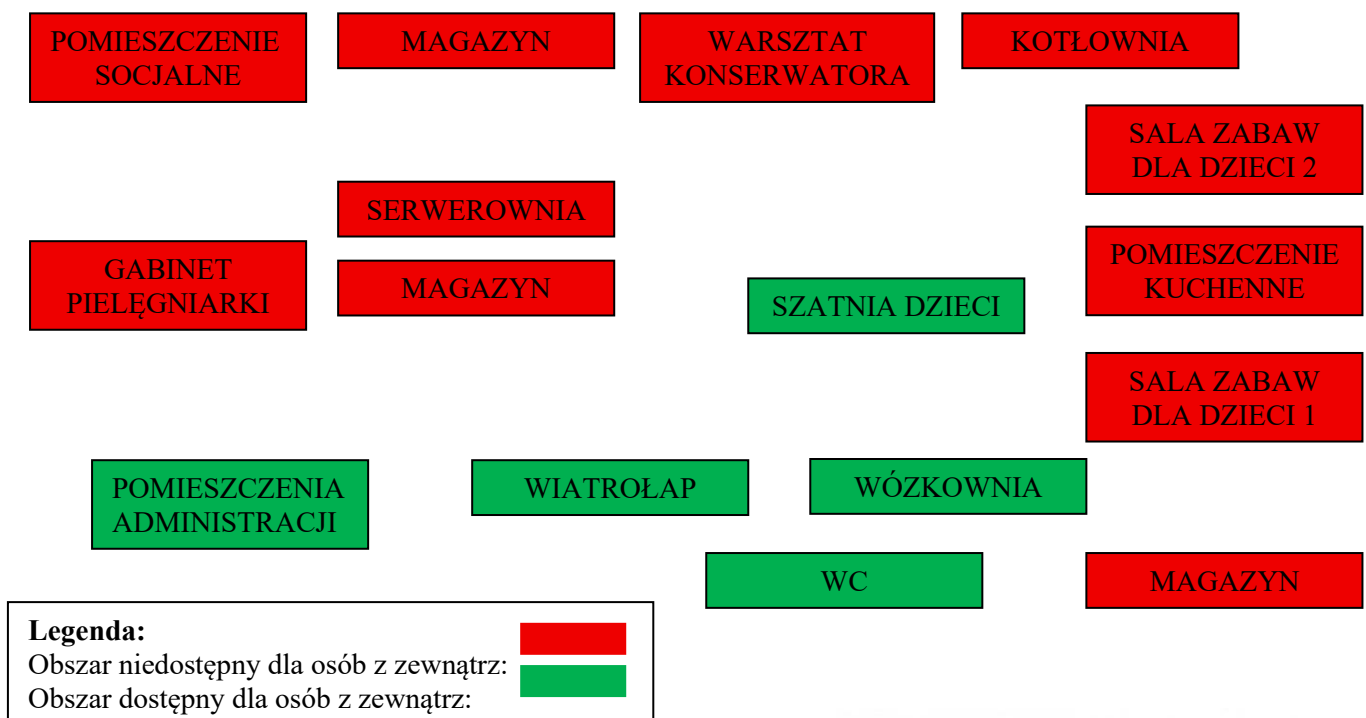 POMIESZCZENIE
SOCJALNE
MAGAZYN
WARSZTAT
KONSERWATORA
KOTŁOWNIA
SALA ZABAW
DLA DZIECI 2
SERWEROWNIA
GABINET
PIELĘGNIARKI
MAGAZYN
SZATNIA DZIECI
POMIESZCZENIE
KUCHENNE
SALA ZABAW
DLA DZIECI 1
POMIESZCZENIA
ADMINISTRACJI
WIATROŁAP
WÓZKOWNIA
WC
MAGAZYN
Legenda:
Obszar niedostępny dla osób z zewnątrz:
Obszar dostępny dla osób z zewnątrz: